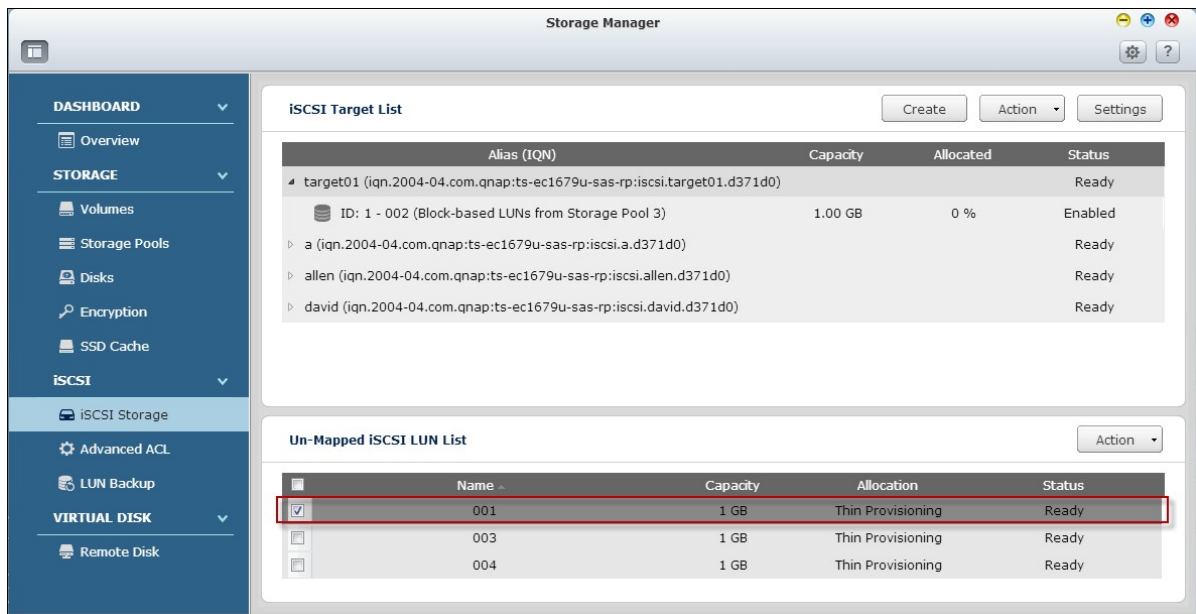 Storage Manager
?
DASHBOARD
Overview
STORAGE
Volumes
Storage Pools
Disks
Encryption
SSD Cache
iSCSI
iSCSI Storage
Advanced ACL
LUN Backup
VIRTUAL DISK
Remote Disk
iSCSI Target List Create Action Settings
Alias (IQN) Capacity Allocated Status
target01 (iqn.2004-04.com.qnap:ts-ec1679u-sas-rp:iscsi.target01.d371d0) Ready
ID: 1 - 002 (Block-based LUNs from Storage Pool 3) 1.00 GB 0 % Enabled
a (iqn.2004-04.com.qnap:ts-ec1679u-sas-rp:iscsi.a.d371d0) Ready
allen (iqn.2004-04.com.qnap:ts-ec1679u-sas-rp:iscsi.allen.d371d0) Ready
david (iqn.2004-04.com.qnap:ts-ec1679u-sas-rp:iscsi.david.d371d0) Ready
Un-Mapped iSCSI LUN List Action
Name Capacity Allocation Status
001 1 GB Thin Provisioning Ready
003 1 GB Thin Provisioning Ready
004 1 GB Thin Provisioning Ready